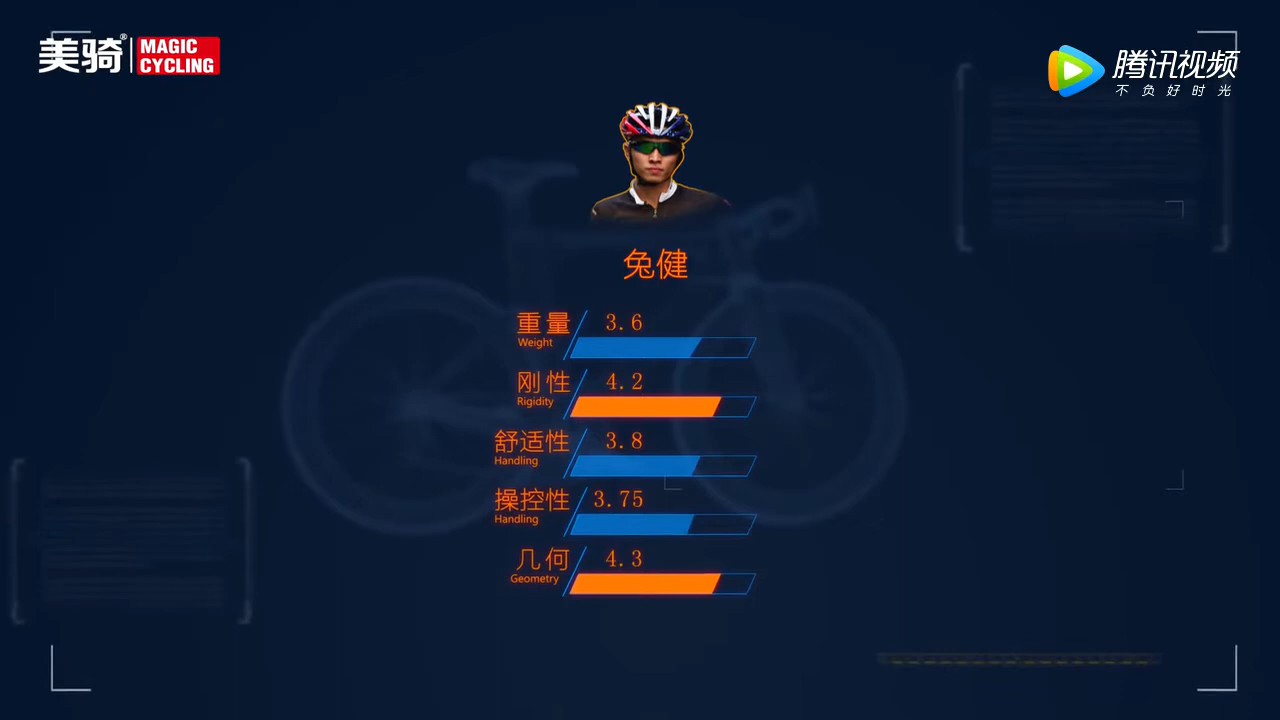 美骑® MAGIC CYCLING
腾讯视频
不负好时光
兔健
重量 3.6
Weight
刚性 4.2
Rigidity
舒适性 3.8
Handling
操控性 3.75
Handling
几何 4.3
Geometry